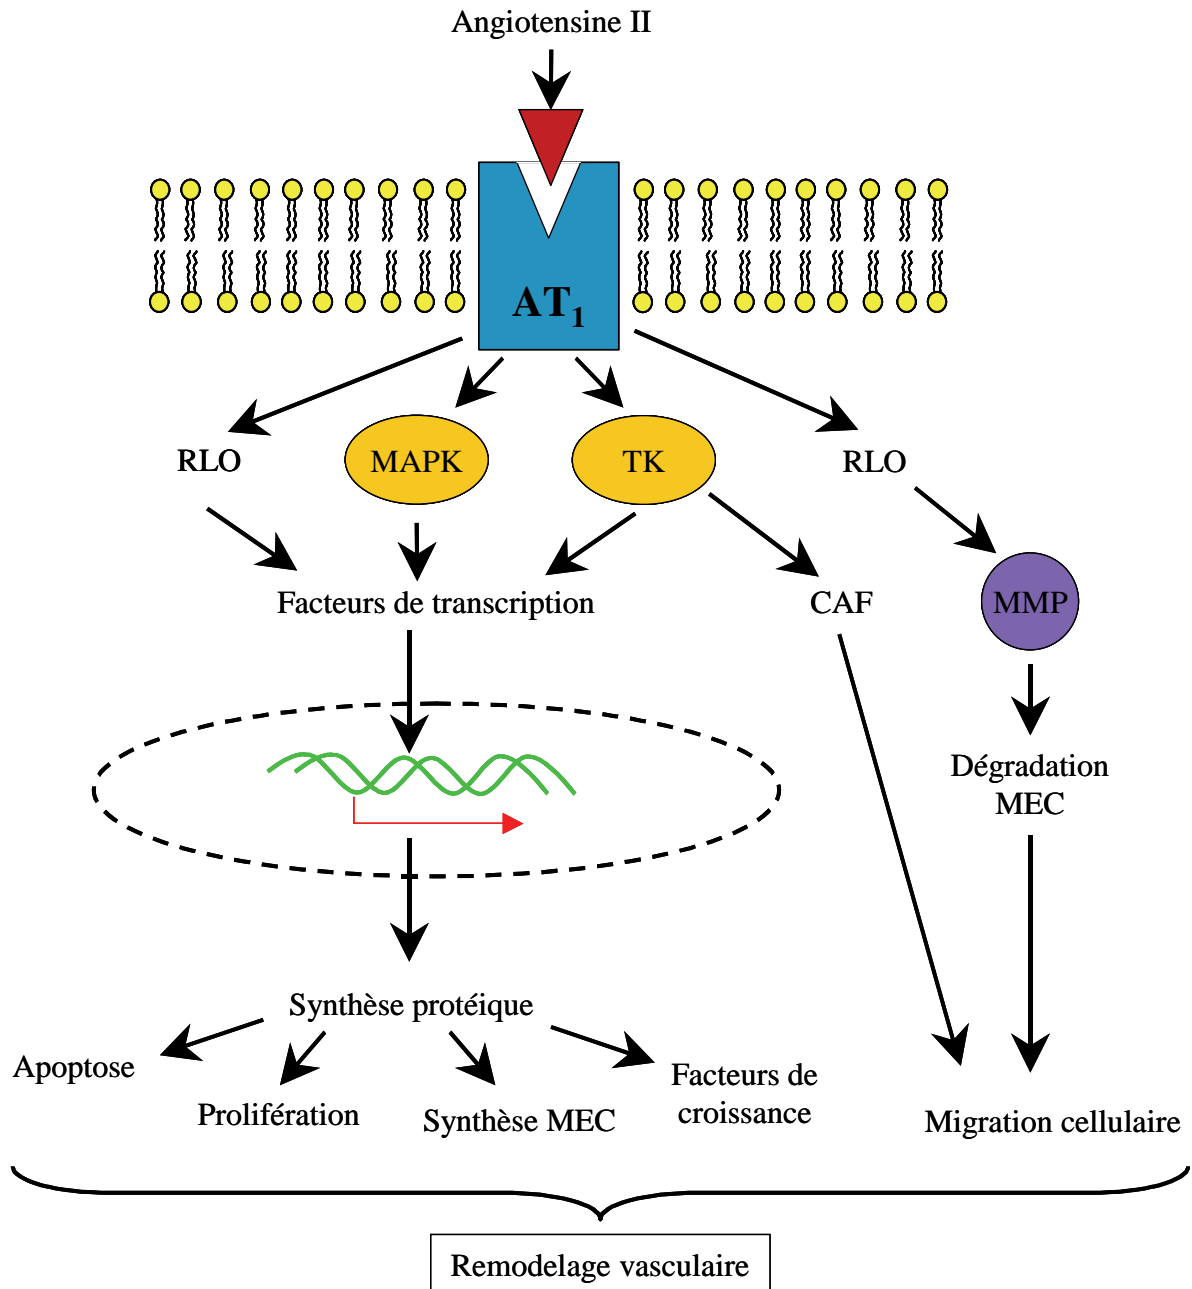 Angiotensine II
AT1
RLO
MAPK
TK
RLO
Facteurs de transcription
CAF
MMP
Dégradation
MEC
Synthèse protéique
Apoptose
Prolifération
Synthèse MEC
Facteurs de
croissance
Migration cellulaire
Remodelage vasculaire